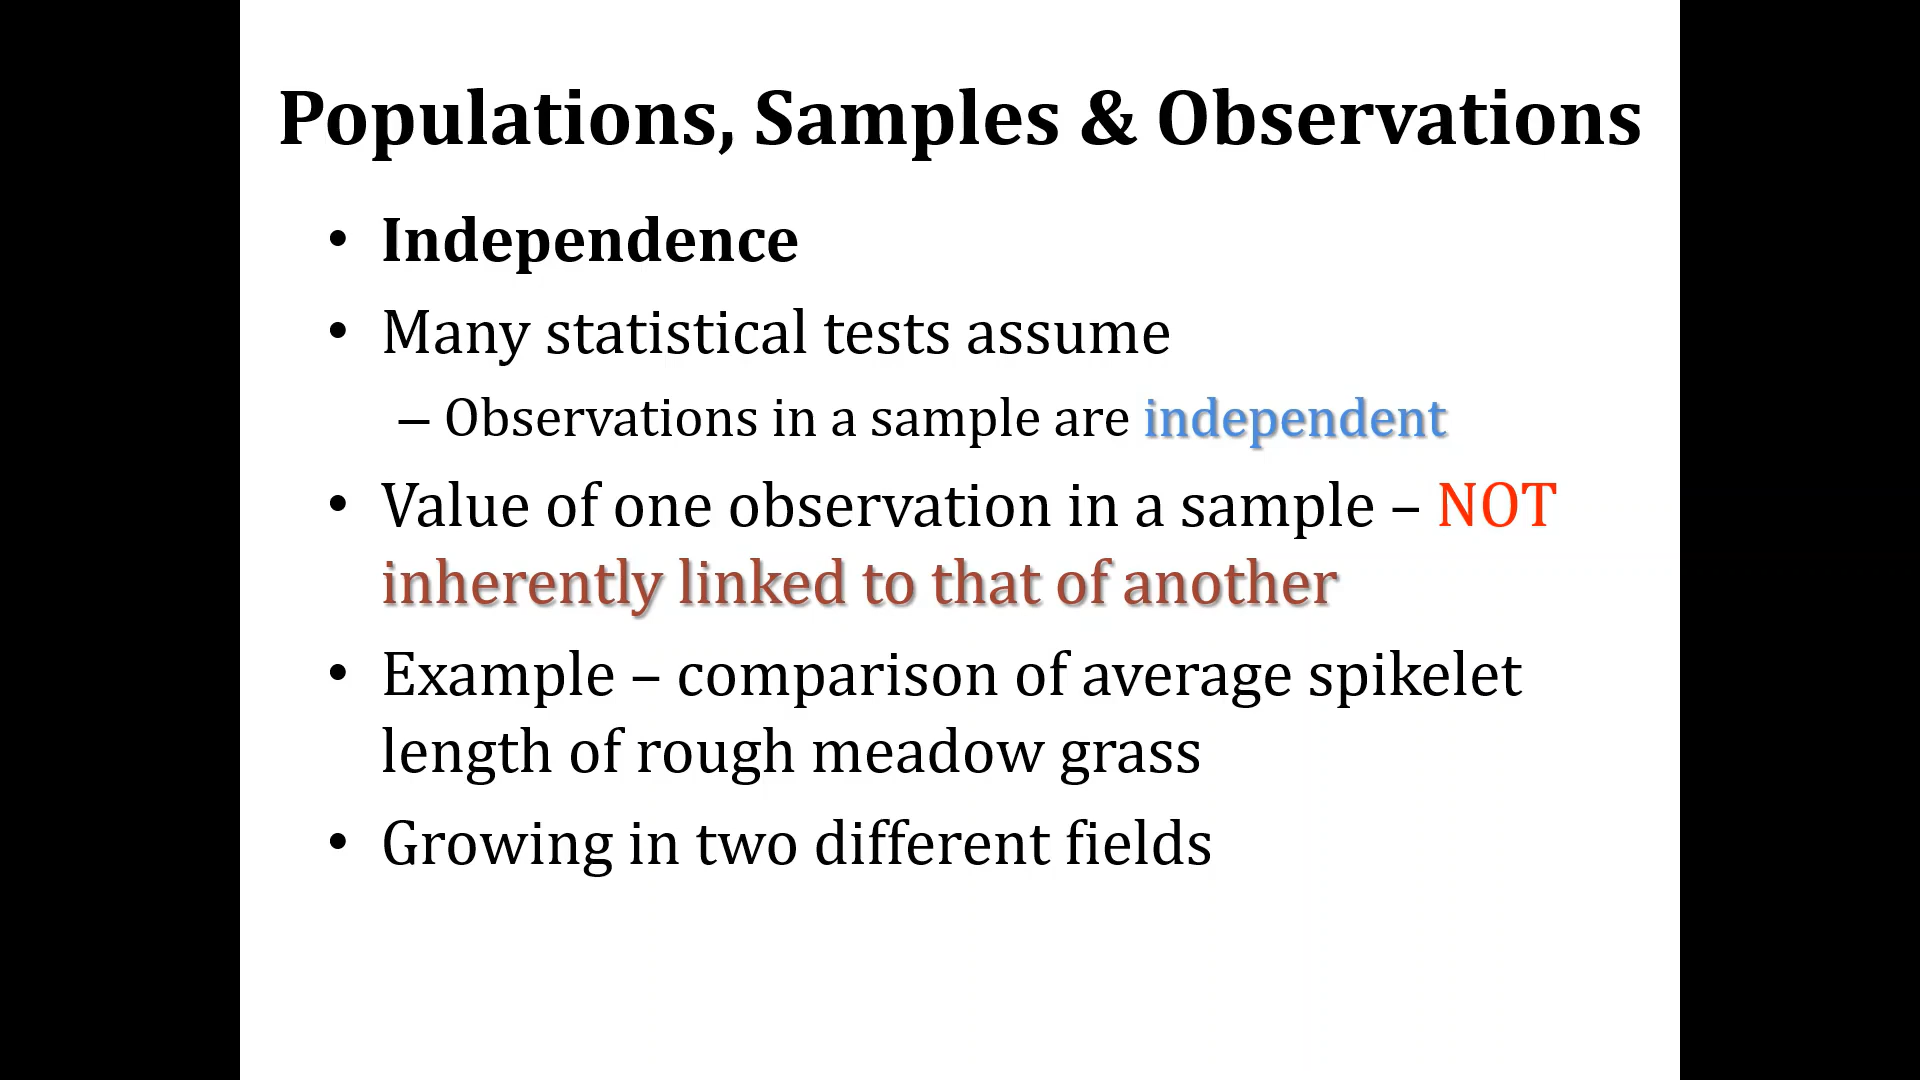 Populations, Samples & Observations
• Independence
• Many statistical tests assume
– Observations in a sample are independent
• Value of one observation in a sample – NOT
inherently linked to that of another
• Example – comparison of average spikelet
length of rough meadow grass
• Growing in two different fields